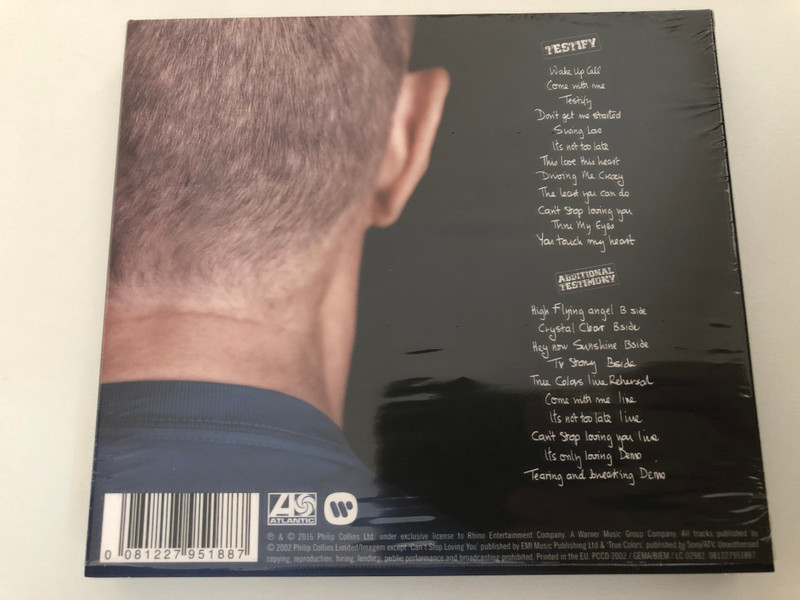 TESTIFY
Wake Up Call
Come with me
Testify
Don't get me started
Swing Low
It's not too late
This love this heart
Driving Me Crazy
The least you can do
Can't Stop loving you
Thru My Eyes
You touch my heart
ADDITIONAL
TESTIMONY
High Flying angel B side
Crystal Clear B side
Hey now Sunshine B side
TV Story B side
True Colors live Rehearsal
Come with me live
It's not too late live
Can't Stop loving you live
It's only loving Demo
Tearing and breaking Demo
0 081227 951887
ATLANTIC
℗ & © 2016 Philip Collins Ltd. under exclusive license to Rhino Entertainment Company. A Warner Music Group Company. All tracks published by
© 2002 Philip Collins Limited/Imagem except 'Can't Stop Loving You' published by EMI Music Publishing Ltd & 'True Colors' published by Sony/ATV. Unauthorised
copying, reproduction, hiring, lending, public performance and broadcasting prohibited. Printed in the EU. PCCD 2002 / GEMA/BIEM / LC 02982. 081227951887